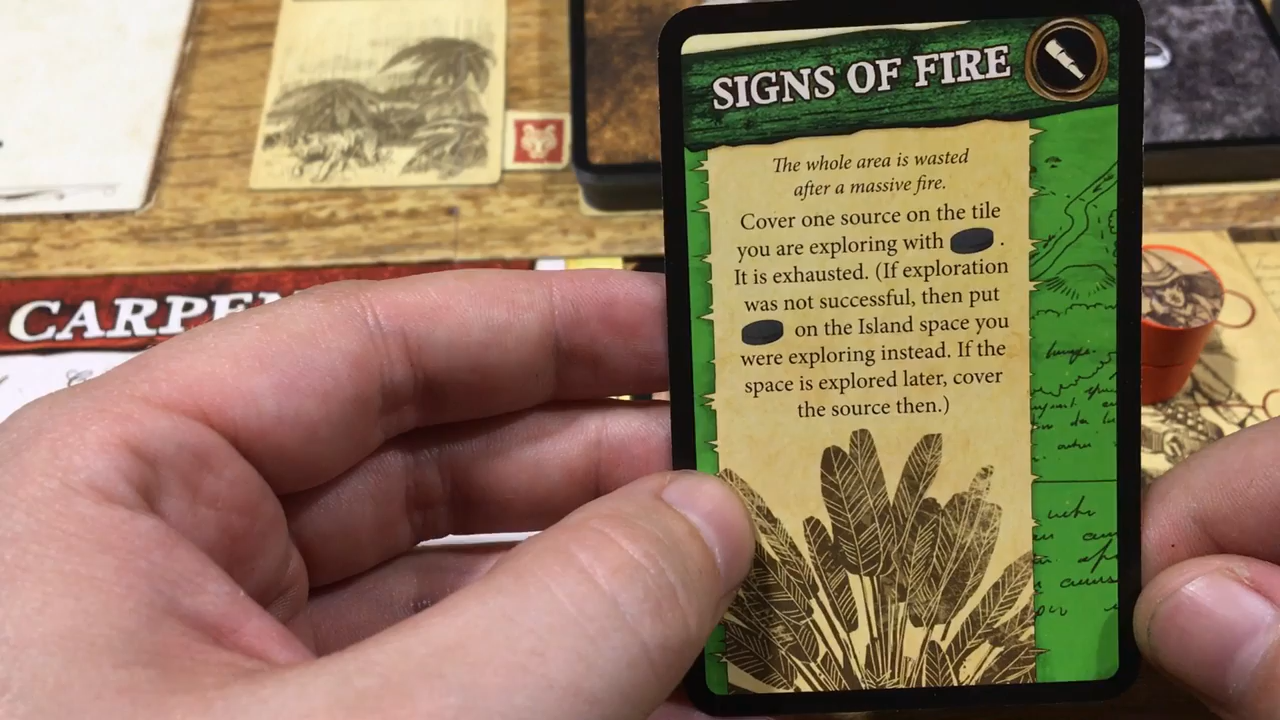 SIGNS OF FIRE
The whole area is wasted
after a massive fire.
Cover one source on the tile
you are exploring with .
It is exhausted. (If exploration
was not successful, then put
on the Island space you
were exploring instead. If the
space is explored later, cover
the source then.)
CARPEN